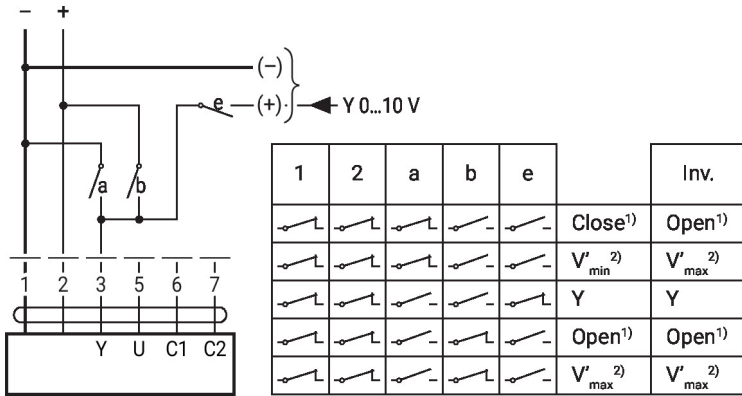 – +
(–)
e (+) Y 0...10 V
a b
1 2 a b e Inv.
Close¹⁾ Open¹⁾
V'min²⁾ V'max²⁾
Y Y
Open¹⁾ Open¹⁾
V'max²⁾ V'max²⁾
1 2 3 5 6 7
Y U C1 C2